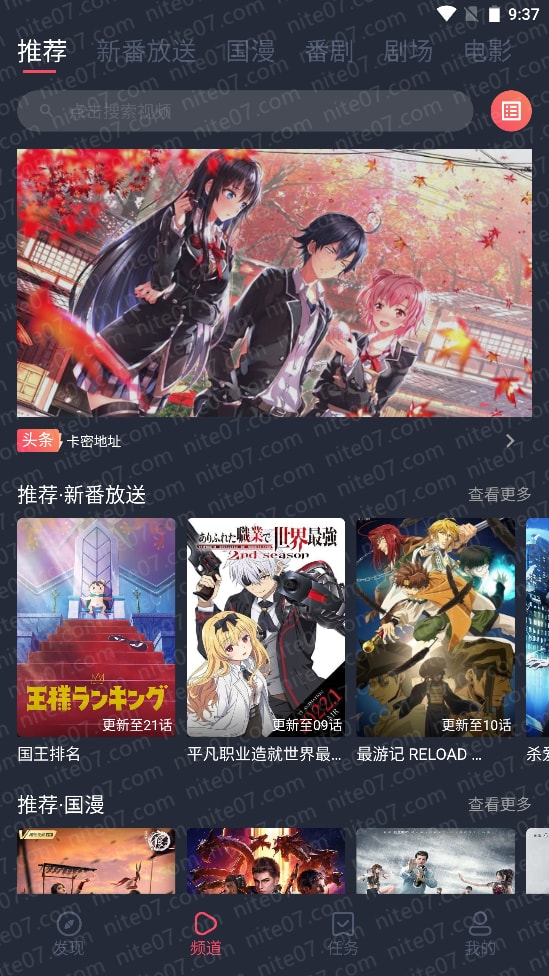 9:37
推荐 新番放送 国漫 番剧 剧场 电影
点击搜索视频
头条 卡密地址
推荐·新番放送 查看更多
ありふれた職業で世界最強
2nd season
王様ランキング
更新至21话 更新至09话 更新至10话
国王排名 平凡职业造就世界最... 最游记 RELOAD ... 杀爱
推荐·国漫 查看更多
发现 频道 任务 我的
nite07.com